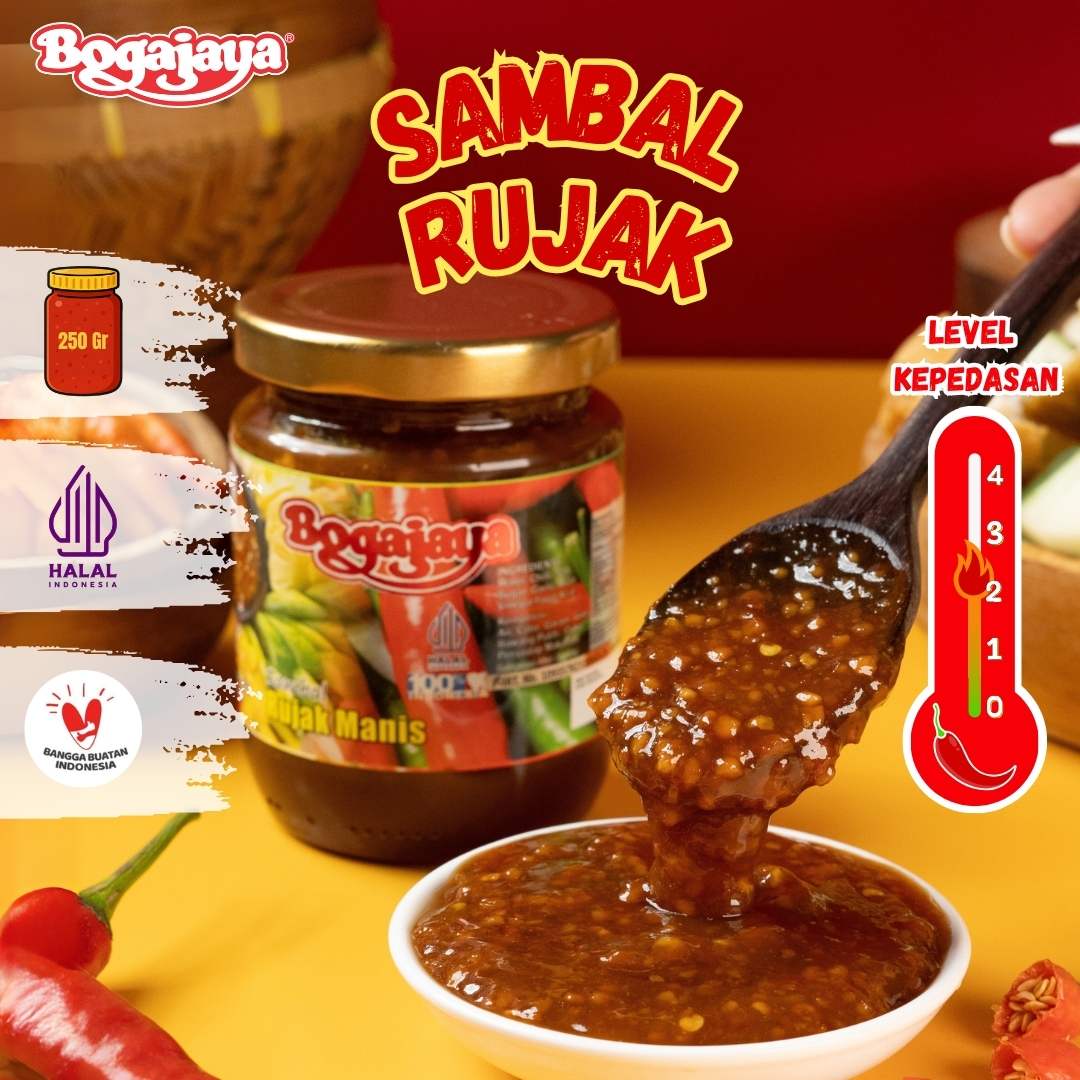 Bogajaya®
SAMBAL
RUJAK
250 Gr
HALAL
INDONESIA
BANGGA BUATAN
INDONESIA
LEVEL
KEPEDASAN
4
3
2
1
0
Bogajaya
HALAL
Rujak Manis